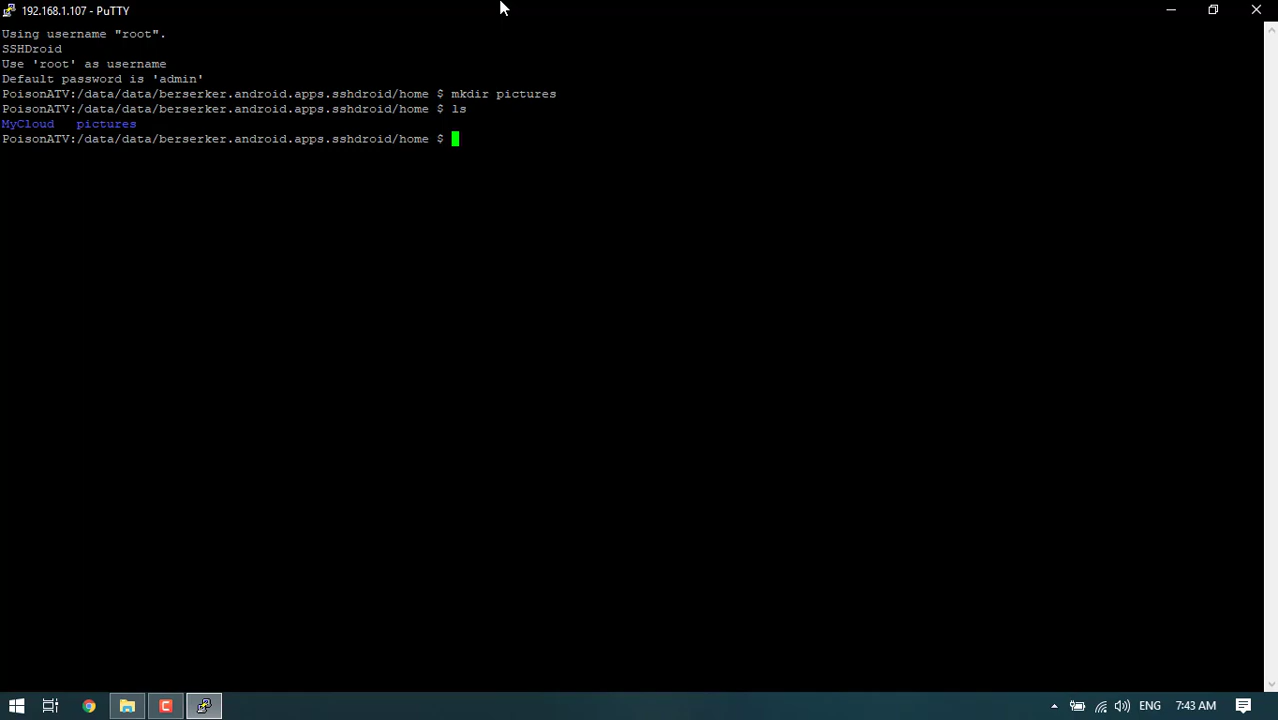 192.168.1.107 - PuTTY
Using username "root".
SSHDroid
Use 'root' as username
Default password is 'admin'
PoisonATV:/data/data/berserker.android.apps.sshdroid/home $ mkdir pictures
PoisonATV:/data/data/berserker.android.apps.sshdroid/home $ ls
MyCloud pictures
PoisonATV:/data/data/berserker.android.apps.sshdroid/home $
ENG 7:43 AM